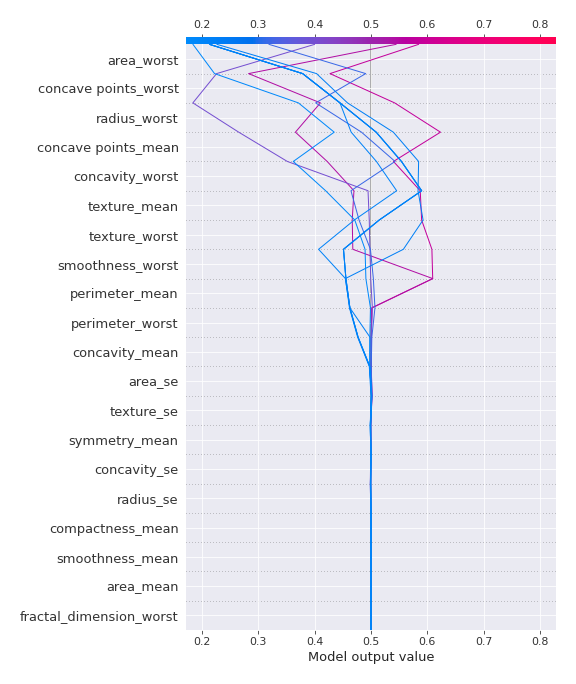 0.2 0.3 0.4 0.5 0.6 0.7 0.8
area_worst
concave points_worst
radius_worst
concave points_mean
concavity_worst
texture_mean
texture_worst
smoothness_worst
perimeter_mean
perimeter_worst
concavity_mean
area_se
texture_se
symmetry_mean
concavity_se
radius_se
compactness_mean
smoothness_mean
area_mean
fractal_dimension_worst
0.2 0.3 0.4 0.5 0.6 0.7 0.8
Model output value